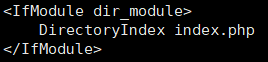 <IfModule dir_module>
    DirectoryIndex index.php
</IfModule>